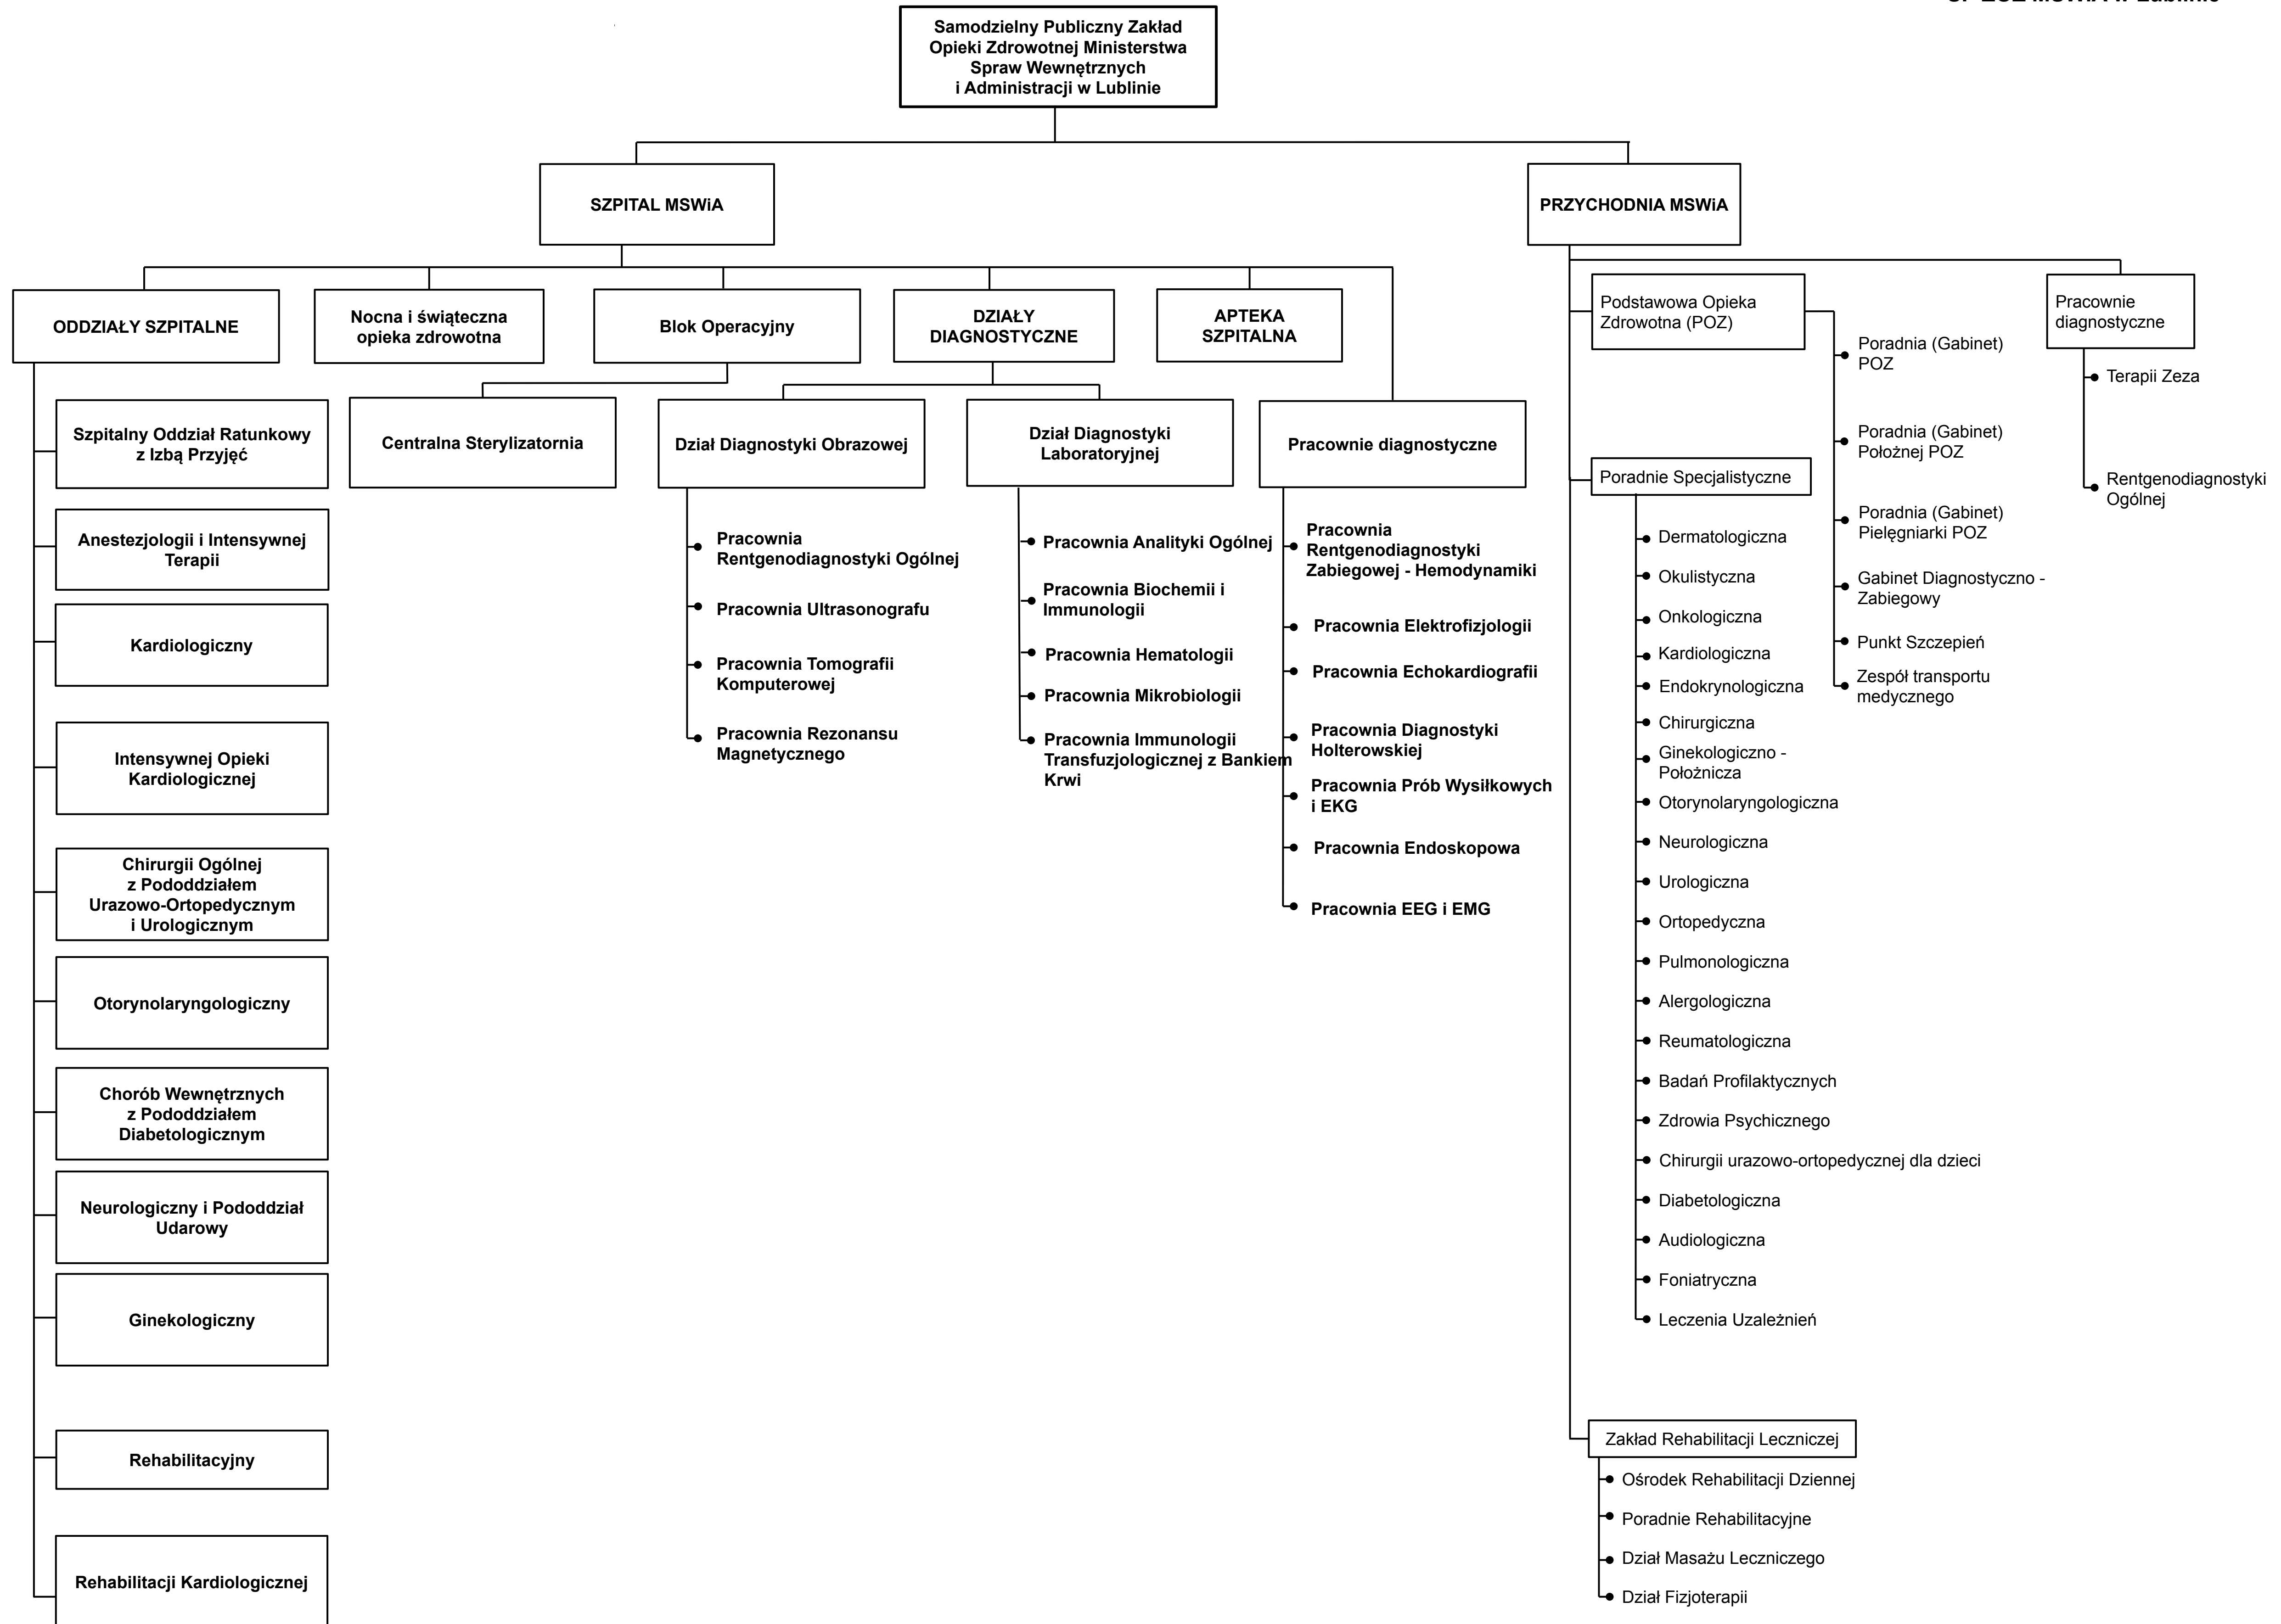 MSWiA w Lublinie
Samodzielny Publiczny Zakład
Opieki Zdrowotnej Ministerstwa
Spraw Wewnętrznych
i Administracji w Lublinie
SZPITAL MSWiA
PRZYCHODNIA MSWiA
ODDZIAŁY SZPITALNE
Nocna i świąteczna
opieka zdrowotna
Blok Operacyjny
DZIAŁY
DIAGNOSTYCZNE
APTEKA
SZPITALNA
Podstawowa Opieka
Zdrowotna (POZ)
Pracownie
diagnostyczne
Szpitalny Oddział Ratunkowy
z Izbą Przyjęć
Anestezjologii i Intensywnej
Terapii
Kardiologiczny
Intensywnej Opieki
Kardiologicznej
Chirurgii Ogólnej
z Pododdziałem
Urazowo-Ortopedycznym
i Urologicznym
Otorynolaryngologiczny
Chorób Wewnętrznych
z Pododdziałem
Diabetologicznym
Neurologiczny i Pododdział
Udarowy
Ginekologiczny
Rehabilitacyjny
Rehabilitacji Kardiologicznej
Centralna Sterylizatornia
Dział Diagnostyki Obrazowej
Pracownia
Rentgenodiagnostyki Ogólnej
Pracownia Ultrasonografu
Pracownia Tomografii
Komputerowej
Pracownia Rezonansu
Magnetycznego
Dział Diagnostyki
Laboratoryjnej
Pracownia Analityki Ogólnej
Pracownia Biochemii i
Immunologii
Pracownia Hematologii
Pracownia Mikrobiologii
Pracownia Immunologii
Transfuzjologicznej z Bankiem
Krwi
Pracownie diagnostyczne
Pracownia
Rentgenodiagnostyki
Zabiegowej - Hemodynamiki
Pracownia Elektrofizjologii
Pracownia Echokardiografii
Pracownia Diagnostyki
Holterowskiej
Pracownia Prób Wysiłkowych
i EKG
Pracownia Endoskopowa
Pracownia EEG i EMG
Poradnia (Gabinet)
POZ
Poradnia (Gabinet)
Położnej POZ
Poradnia (Gabinet)
Pielęgniarki POZ
Gabinet Diagnostyczno -
Zabiegowy
Punkt Szczepień
Zespół transportu
medycznego
Terapii Zeza
Rentgenodiagnostyki
Ogólnej
Poradnie Specjalistyczne
Dermatologiczna
Okulistyczna
Onkologiczna
Kardiologiczna
Endokrynologiczna
Chirurgiczna
Ginekologiczno -
Położnicza
Otorynolaryngologiczna
Neurologiczna
Urologiczna
Ortopedyczna
Pulmonologiczna
Alergologiczna
Reumatologiczna
Badań Profilaktycznych
Zdrowia Psychicznego
Chirurgii urazowo-ortopedycznej dla dzieci
Diabetologiczna
Audiologiczna
Foniatryczna
Leczenia Uzależnień
Zakład Rehabilitacji Leczniczej
Ośrodek Rehabilitacji Dziennej
Poradnie Rehabilitacyjne
Dział Masażu Leczniczego
Dział Fizjoterapii